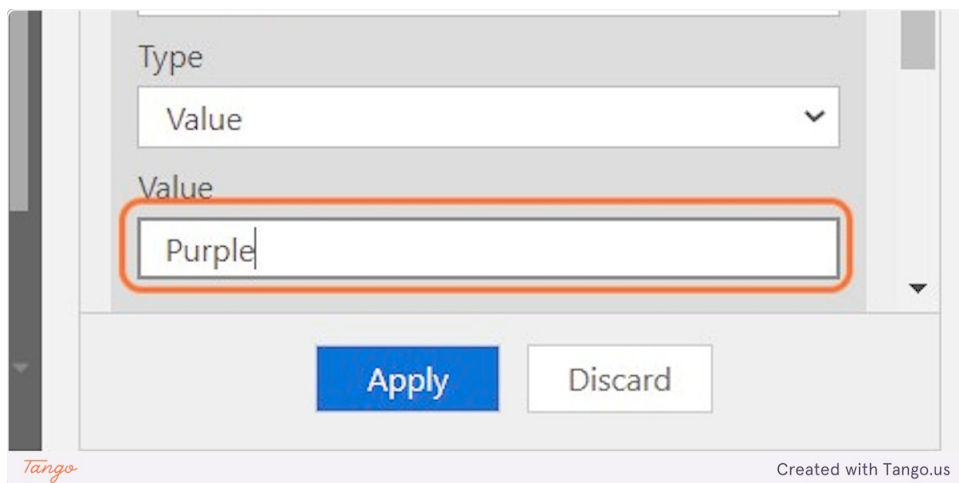 Type
Value
Value
Purple
Apply Discard
Tango Created with Tango.us